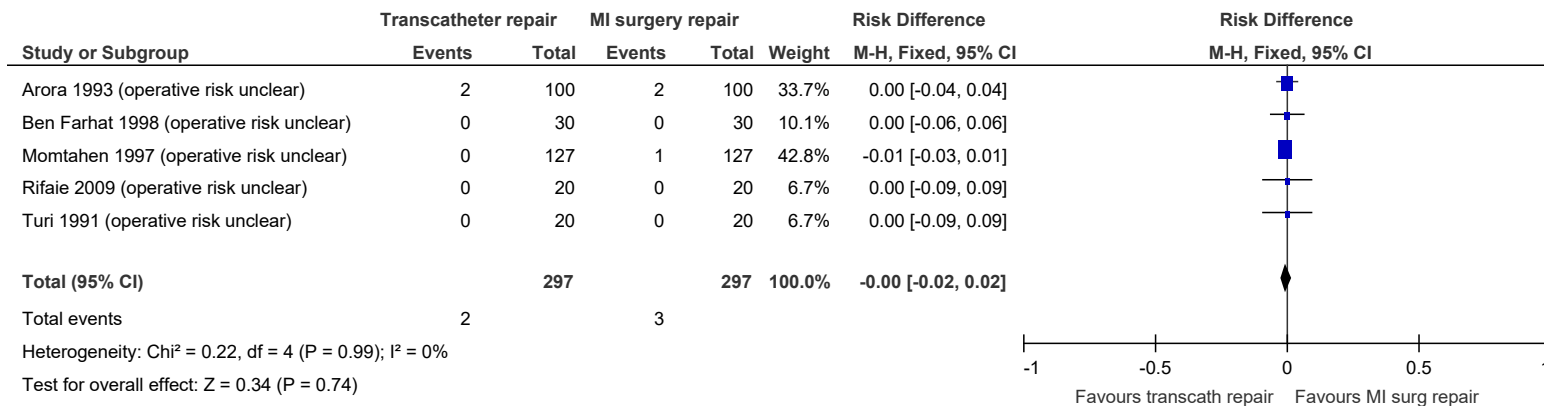 Transcatheter repair MI surgery repair Risk Difference Risk Difference
Study or Subgroup Events Total Events Total Weight M-H, Fixed, 95% CI M-H, Fixed, 95% CI
Arora 1993 (operative risk unclear) 2 100 2 100 33.7% 0.00 [-0.04, 0.04]
Ben Farhat 1998 (operative risk unclear) 0 30 0 30 10.1% 0.00 [-0.06, 0.06]
Momtahen 1997 (operative risk unclear) 0 127 1 127 42.8% -0.01 [-0.03, 0.01]
Rifaie 2009 (operative risk unclear) 0 20 0 20 6.7% 0.00 [-0.09, 0.09]
Turi 1991 (operative risk unclear) 0 20 0 20 6.7% 0.00 [-0.09, 0.09]
Total (95% CI) 297 297 100.0% -0.00 [-0.02, 0.02]
Total events 2 3
Heterogeneity: Chi² = 0.22, df = 4 (P = 0.99); I² = 0%
Test for overall effect: Z = 0.34 (P = 0.74)
-1 -0.5 0 0.5
Favours transcath repair Favours MI surg repair